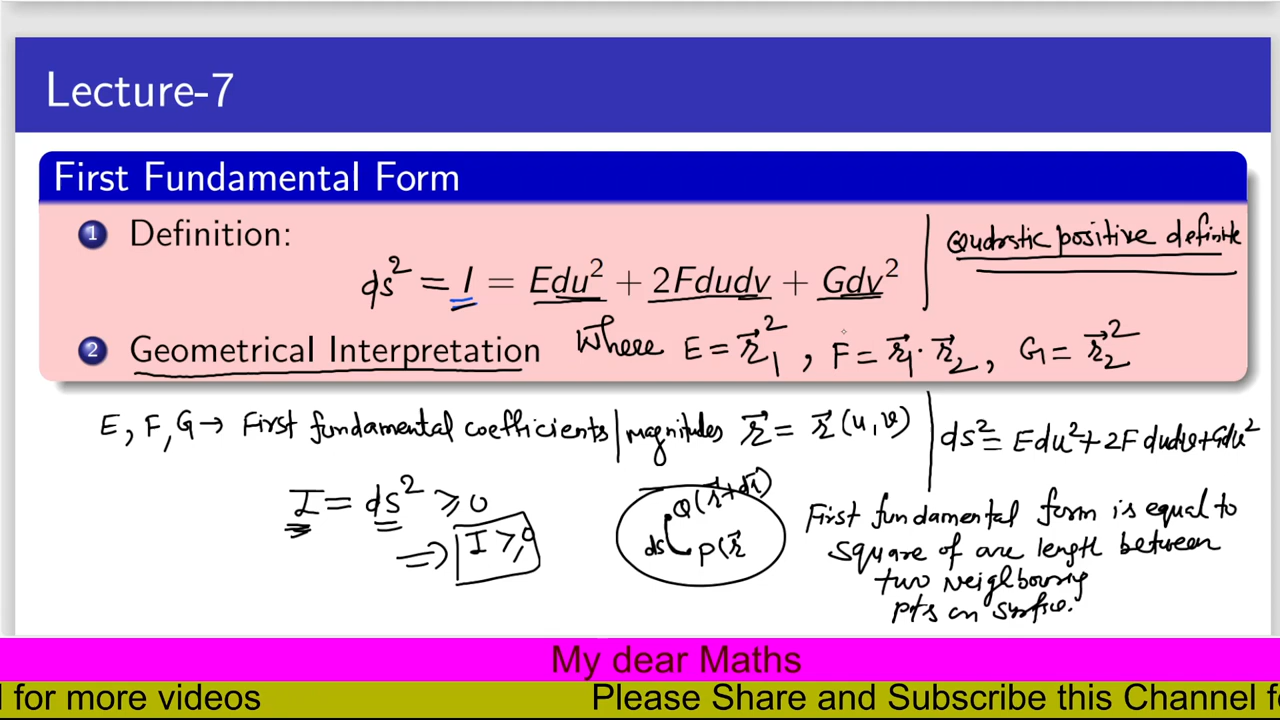 Lecture-7
First Fundamental Form
1 Definition:
ds² = I = Edu² + 2Fdudv + Gdv² | Quadratic positive definite
2 Geometrical Interpretation where E = r⃗₁², F = r⃗₁·r⃗₂, G = r⃗₂²
E, F, G → First fundamental coefficients | magnitudes r⃗ = r⃗(u,v) | ds² = Edu²+2Fdudv+Gdv²
I = ds² ⩾ 0
⇒ I ⩾ 0
Q(r⃗+dr⃗)
ds P(r⃗
First fundamental form is equal to
square of arc length between
two neighbouring
pts on surface.
My dear Maths
for more videos Please Share and Subscribe this Channel